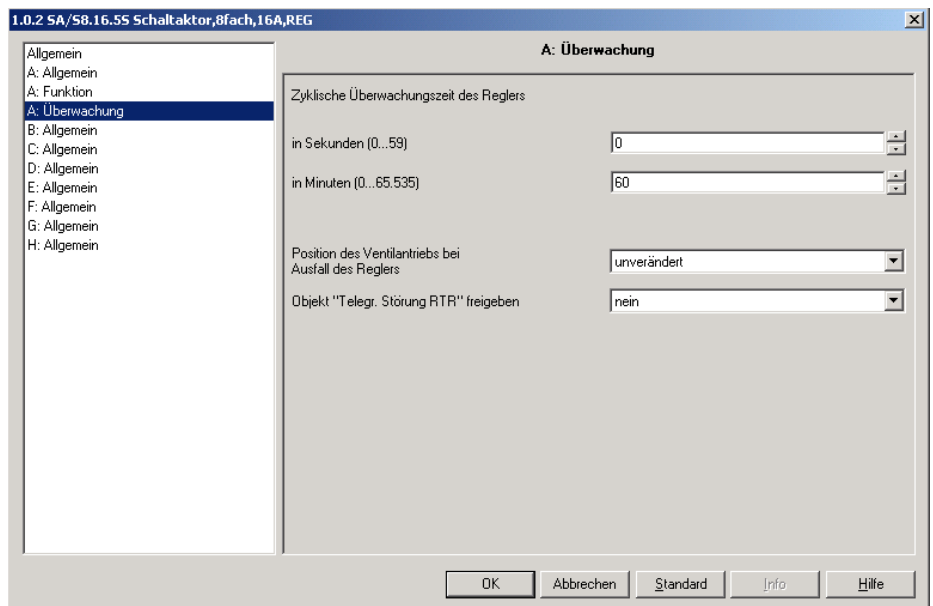 1.0.2 SA/S8.16.5S Schaltaktor,8fach,16A,REG
Allgemein
A: Allgemein
A: Funktion
A: Überwachung
B: Allgemein
C: Allgemein
D: Allgemein
E: Allgemein
F: Allgemein
G: Allgemein
H: Allgemein
A: Überwachung
Zyklische Überwachungszeit des Reglers
in Sekunden (0...59)
0
in Minuten (0...65.535)
60
Position des Ventilantriebs bei
Ausfall des Reglers
unverändert
Objekt "Telegr. Störung RTR" freigeben
nein
OK
Abbrechen
Standard
Info
Hilfe